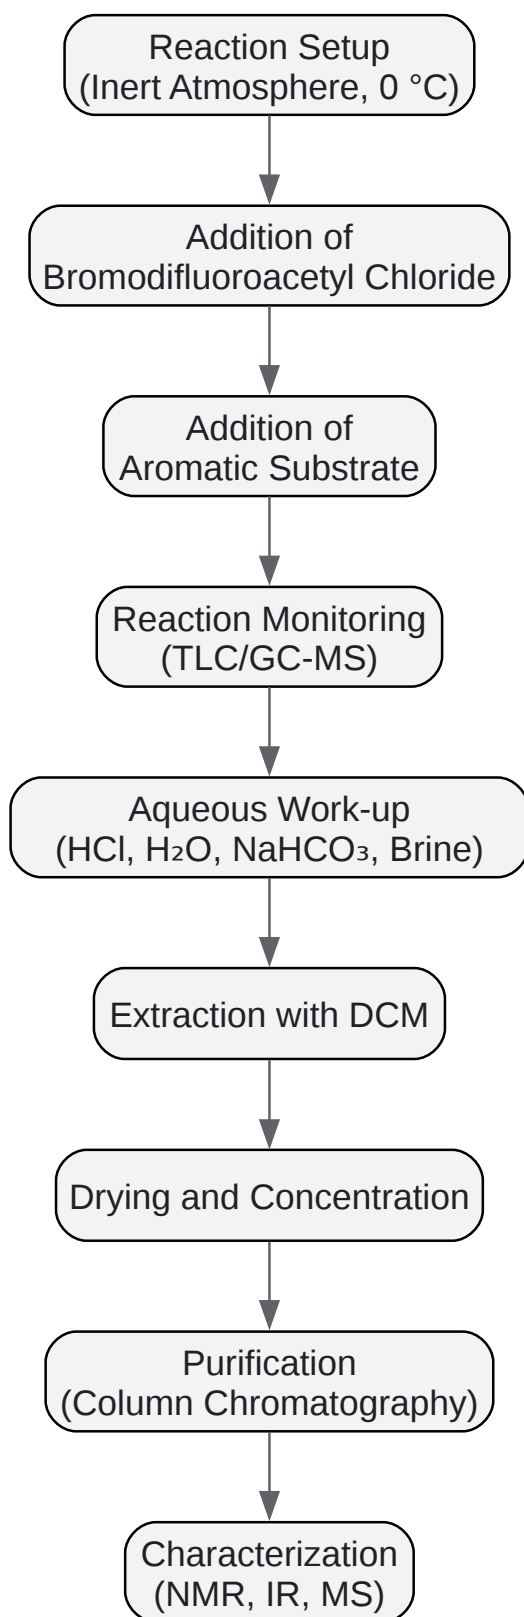 Reaction Setup
(Inert Atmosphere, 0 °C)
Addition of
Bromodifluoroacetyl Chloride
Addition of
Aromatic Substrate
Reaction Monitoring
(TLC/GC-MS)
Aqueous Work-up
(HCl, H₂O, NaHCO₃, Brine)
Extraction with DCM
Drying and Concentration
Purification
(Column Chromatography)
Characterization
(NMR, IR, MS)